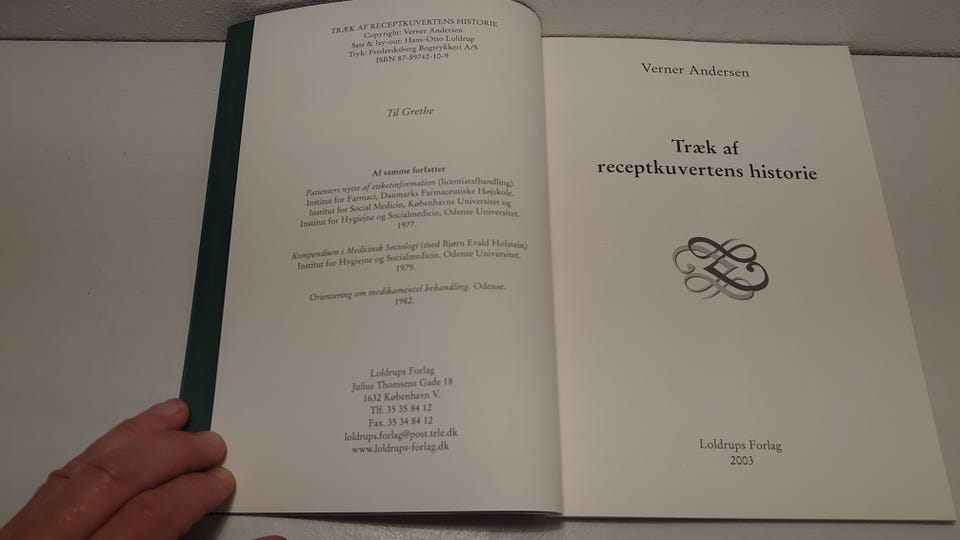 TRÆK AF RECEPTKUVERTENS HISTORIE
Copyright: Verner Andersen
Sats & lay-out: Hans-Otto Loldrup
Tryk: Frederiksberg Bogtrykkeri A/S
ISBN 87-89742-10-9
Til Grethe
Af samme forfatter
Patienters nytte af etiketinformation (licentiatafhandling).
Institut for Farmaci, Danmarks Farmaceutiske Højskole.
Institut for Social Medicin, Københavns Universitet og
Institut for Hygiejne og Socialmedicin, Odense Universitet.
1977.
Kompendium i Medicinsk Sociologi (med Bjørn Evald Holstein)
Institut for Hygiejne og Socialmedicin. Odense Universitet.
1979.
Orientering om medikamentel behandling. Odense.
1982.
Loldrups Forlag
Julius Thomsens Gade 18
1632 København V.
Tlf. 35 35 84 12
Fax. 35 34 84 12
loldrups.forlag@post.tele.dk
www.loldrups-forlag.dk
Verner Andersen
Træk af
receptkuvertens historie
Loldrups Forlag
2003